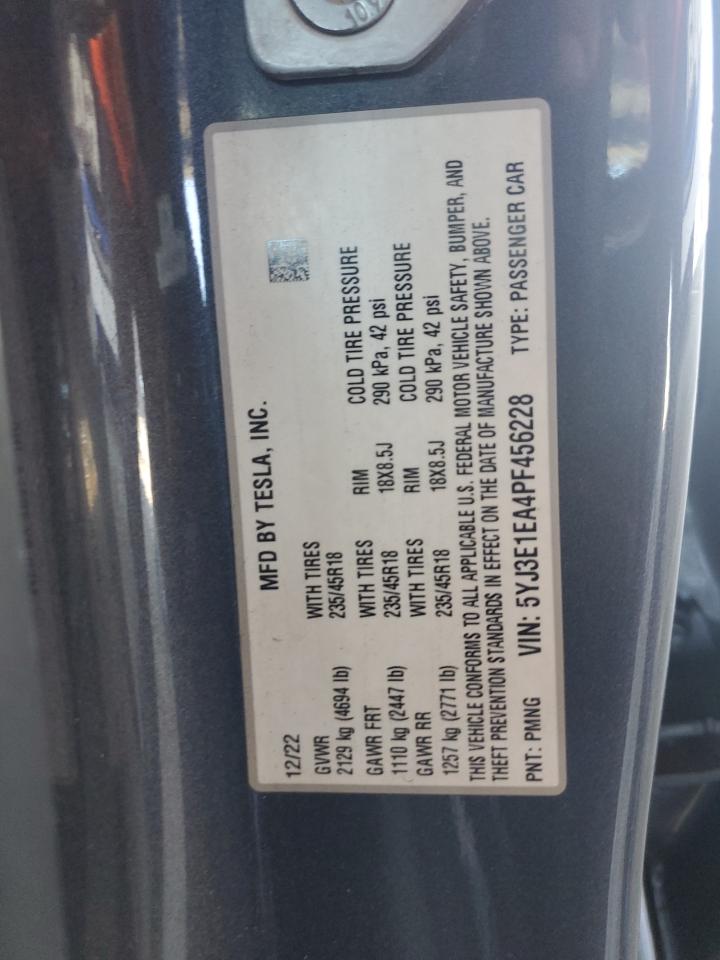 MFD BY TESLA, INC.
12/22
GVWR WITH TIRES
2129 kg (4694 lb) 235/45R18
GAWR FRT WITH TIRES RIM COLD TIRE PRESSURE
1110 kg (2447 lb) 235/45R18 18X8.5J 290 kPa, 42 psi
GAWR RR WITH TIRES RIM COLD TIRE PRESSURE
1257 kg (2771 lb) 235/45R18 18X8.5J 290 kPa, 42 psi
THIS VEHICLE CONFORMS TO ALL APPLICABLE U.S. FEDERAL MOTOR VEHICLE SAFETY, BUMPER, AND
THEFT PREVENTION STANDARDS IN EFFECT ON THE DATE OF MANUFACTURE SHOWN ABOVE.
PNT: PMNG VIN: 5YJ3E1EA4PF456228 TYPE: PASSENGER CAR